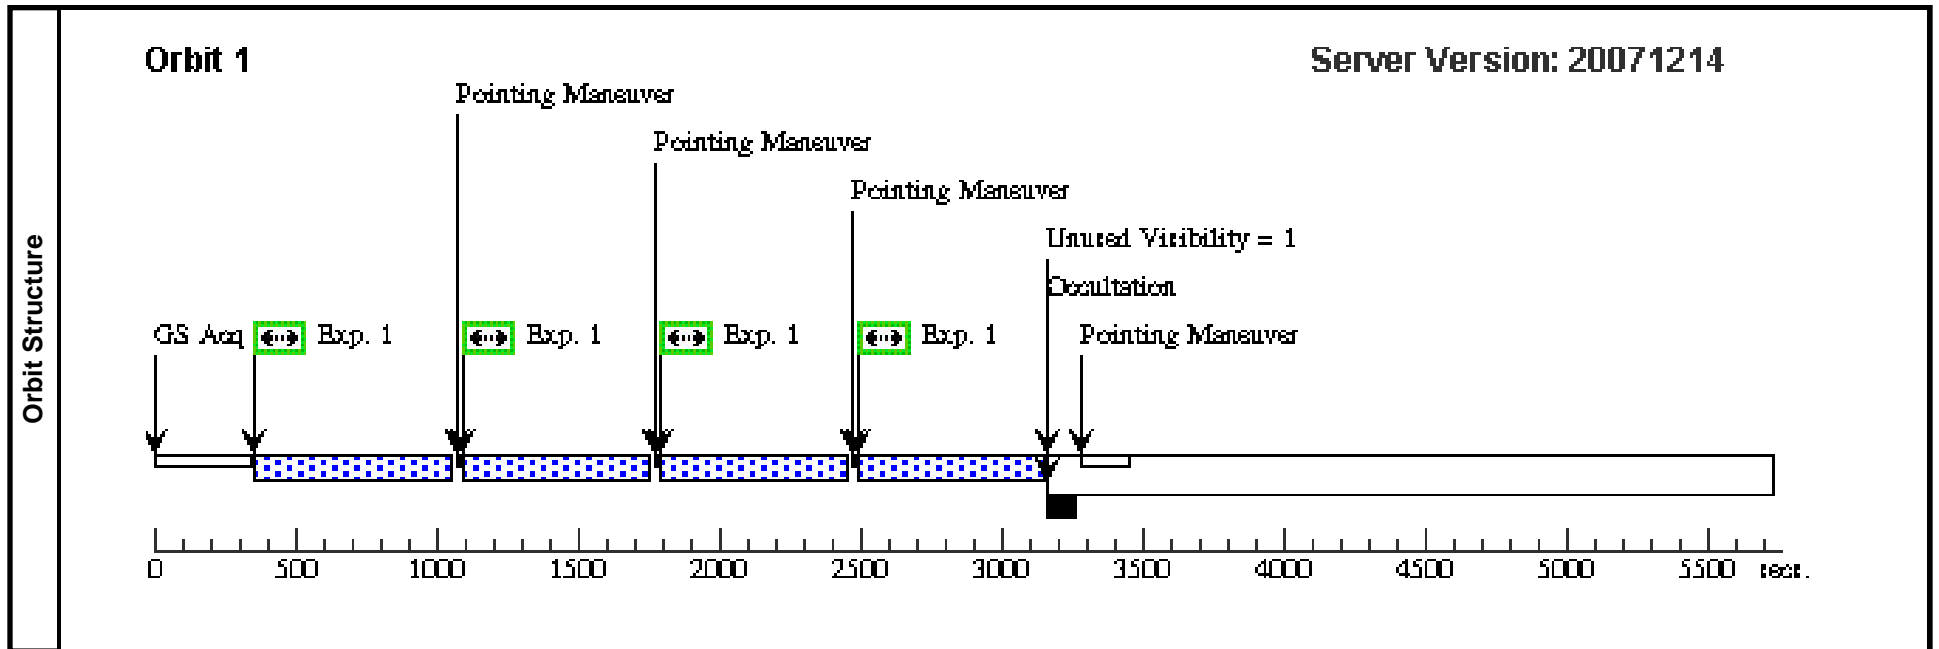 Orbit Structure
Orbit 1
Server Version: 20071214
Pointing Maneuver
Pointing Maneuver
Pointing Maneuver
Unused Visibility = 1
Occultation
GS Acq Exp. 1 Exp. 1 Exp. 1 Exp. 1 Pointing Maneuver
0 500 1000 1500 2000 2500 3000 3500 4000 4500 5000 5500 secs.